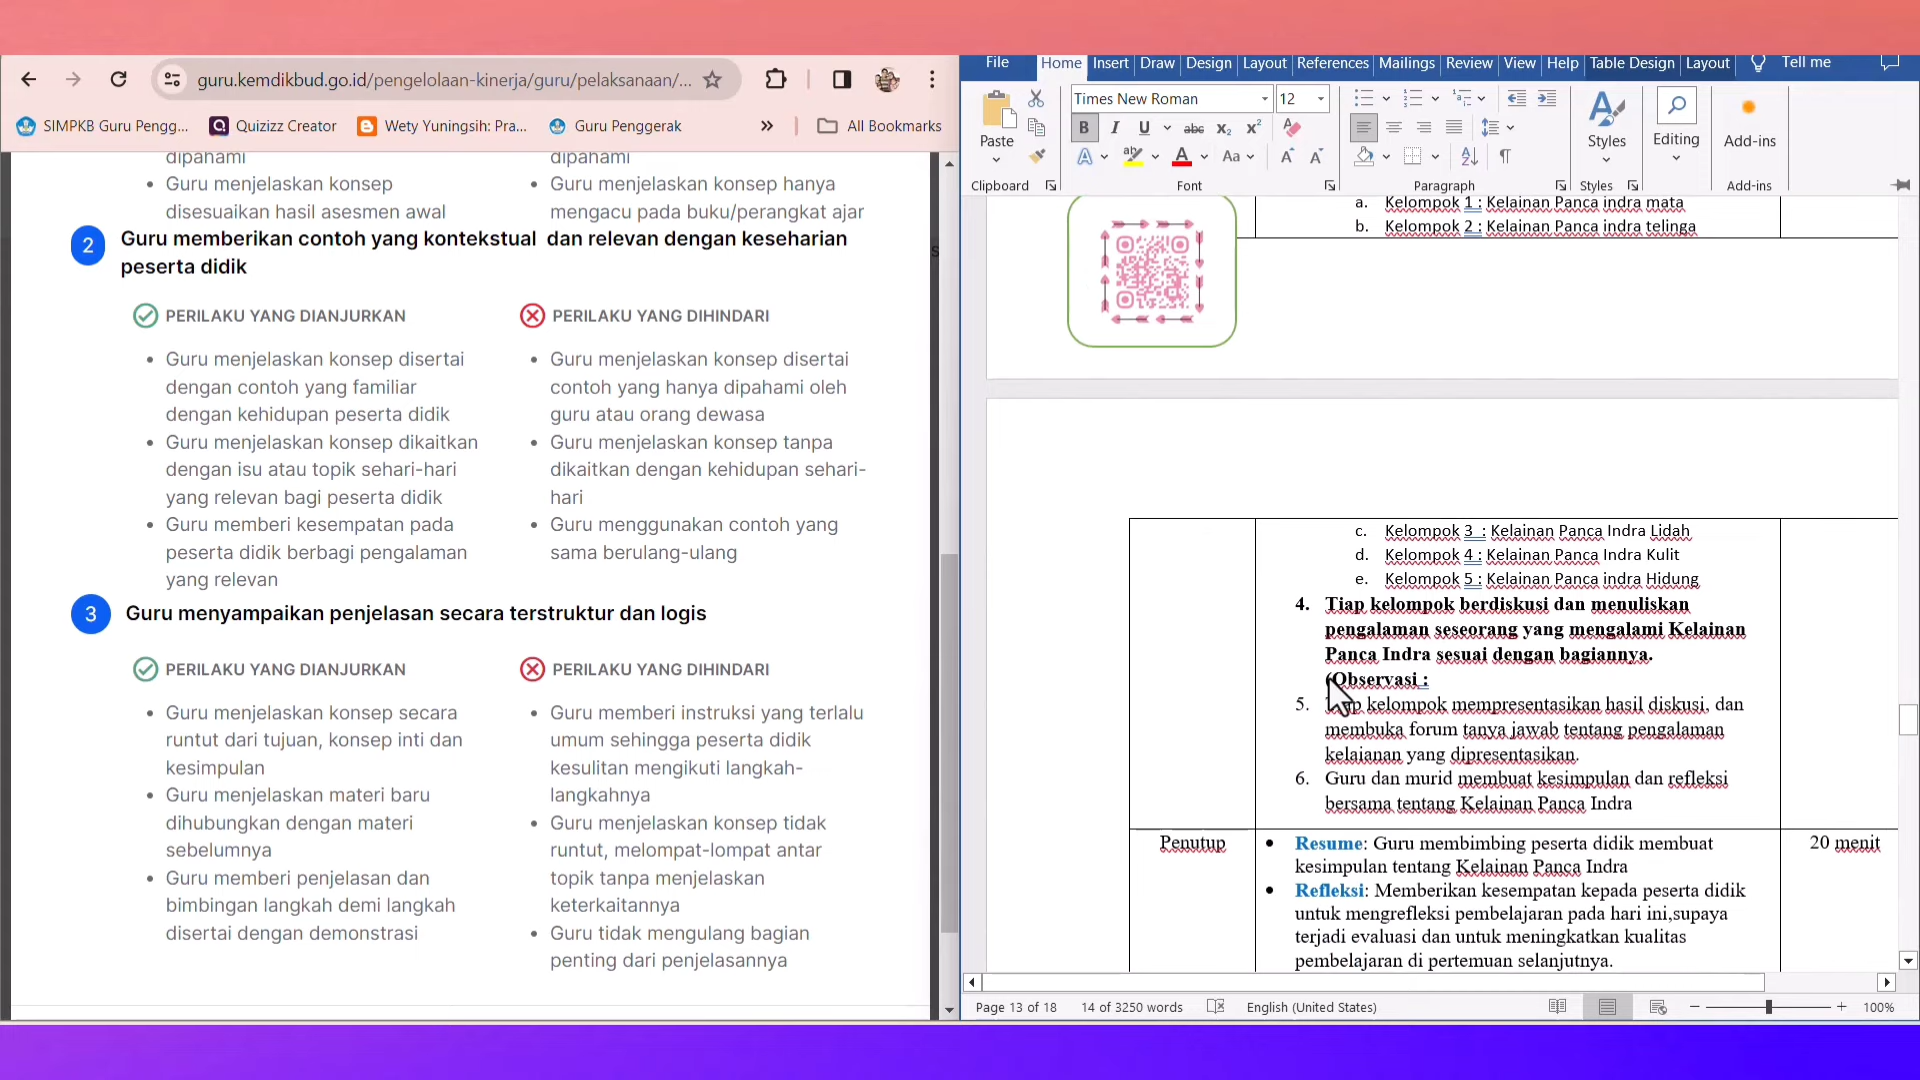 guru.kemdikbud.go.id/pengelolaan-kinerja/guru/pelaksanaan/...
SIMPKB Guru Pengg...
Quizizz Creator
Wety Yuningsih: Pra...
Guru Penggerak
All Bookmarks
dipahami
Guru menjelaskan konsep
disesuaikan hasil asesmen awal
dipahami
Guru menjelaskan konsep hanya
mengacu pada buku/perangkat ajar
2
Guru memberikan contoh yang kontekstual dan relevan dengan keseharian
peserta didik
PERILAKU YANG DIANJURKAN
Guru menjelaskan konsep disertai
dengan contoh yang familiar
dengan kehidupan peserta didik
Guru menjelaskan konsep dikaitkan
dengan isu atau topik sehari-hari
yang relevan bagi peserta didik
Guru memberi kesempatan pada
peserta didik berbagi pengalaman
yang relevan
PERILAKU YANG DIHINDARI
Guru menjelaskan konsep disertai
contoh yang hanya dipahami oleh
guru atau orang dewasa
Guru menjelaskan konsep tanpa
dikaitkan dengan kehidupan sehari-
hari
Guru menggunakan contoh yang
sama berulang-ulang
3
Guru menyampaikan penjelasan secara terstruktur dan logis
PERILAKU YANG DIANJURKAN
Guru menjelaskan konsep secara
runtut dari tujuan, konsep inti dan
kesimpulan
Guru menjelaskan materi baru
dihubungkan dengan materi
sebelumnya
Guru memberi penjelasan dan
bimbingan langkah demi langkah
disertai dengan demonstrasi
PERILAKU YANG DIHINDARI
Guru memberi instruksi yang terlalu
umum sehingga peserta didik
kesulitan mengikuti langkah-
langkahnya
Guru menjelaskan konsep tidak
runtut, melompat-lompat antar
topik tanpa menjelaskan
keterkaitannya
Guru tidak mengulang bagian
penting dari penjelasannya
File Home Insert Draw Design Layout References Mailings Review View Help Table Design Layout Tell me
Times New Roman
12
Paste
Styles
Editing
Add-ins
Clipboard
Font
Paragraph
Styles
Add-ins
a. Kelompok 1 : Kelainan Panca indra mata
b. Kelompok 2 : Kelainan Panca indra telinga
c. Kelompok 3 : Kelainan Panca Indra Lidah
d. Kelompok 4 : Kelainan Panca Indra Kulit
e. Kelompok 5 : Kelainan Panca indra Hidung
4. Tiap kelompok berdiskusi dan menuliskan
pengalaman seseorang yang mengalami Kelainan
Panca Indra sesuai dengan bagiannya.
(Observasi :
5. kelompok mempresentasikan hasil diskusi, dan
membuka forum tanya jawab tentang pengalaman
kelaianan yang dipresentasikan.
6. Guru dan murid membuat kesimpulan dan refleksi
bersama tentang Kelainan Panca Indra
Penutup
Resume: Guru membimbing peserta didik membuat
kesimpulan tentang Kelainan Panca Indra
Refleksi: Memberikan kesempatan kepada peserta didik
untuk mengrefleksi pembelajaran pada hari ini,supaya
terjadi evaluasi dan untuk meningkatkan kualitas
pembelajaran di pertemuan selanjutnya.
20 menit
Page 13 of 18
14 of 3250 words
English (United States)
100%